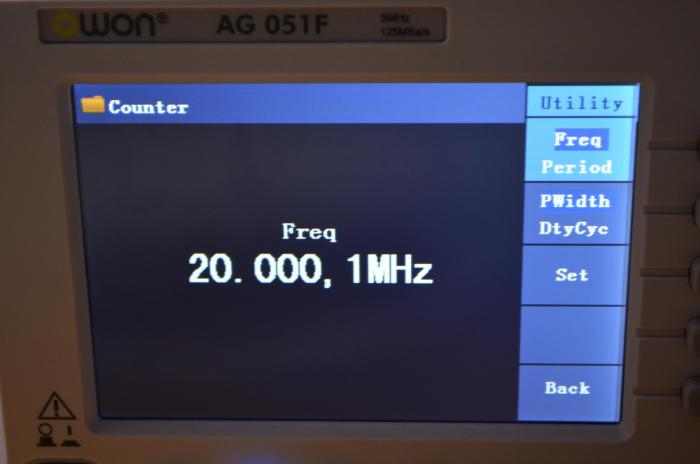 OWON® AG 051F 5MHz
125MSa/s
Counter
Utility
Freq
Period
PWidth
DtyCyc
Set
Back
Freq
20.000,1MHz